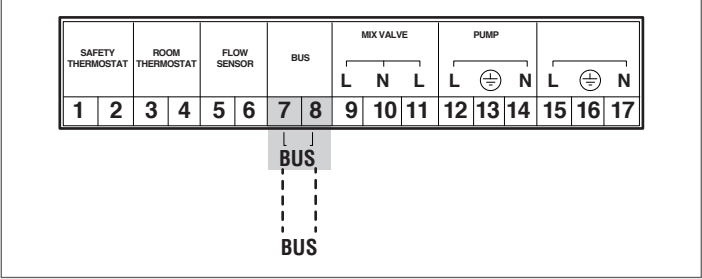 SAFETY THERMOSTAT ROOM THERMOSTAT FLOW SENSOR BUS MIX VALVE PUMP
L N L L N L N
1 2 3 4 5 6 7 8 9 10 11 12 13 14 15 16 17
BUS
BUS